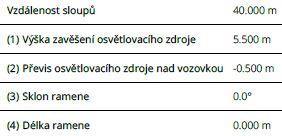 Vzdálenost sloupů 40.000 m
(1) Výška zavěšení osvětlovacího zdroje 5.500 m
(2) Převis osvětlovacího zdroje nad vozovkou -0.500 m
(3) Sklon ramene 0.0°
(4) Délka ramene 0.000 m